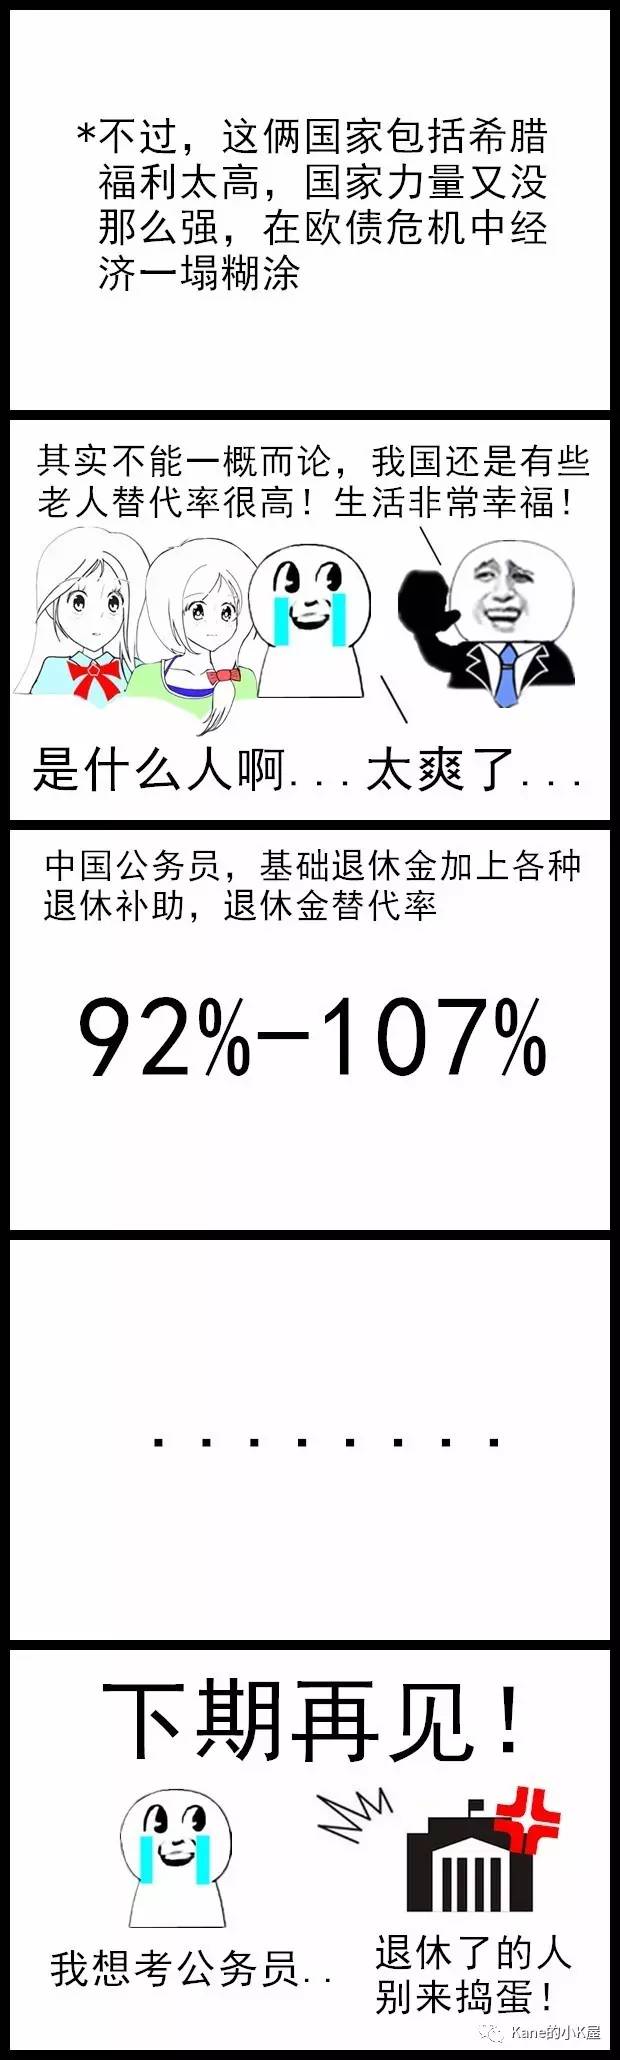 *不过，这俩国家包括希腊
福利太高，国家力量又没
那么强，在欧债危机中经
济一塌糊涂
其实不能一概而论，我国还是有些
老人替代率很高！生活非常幸福！
是什么人啊...太爽了...
中国公务员，基础退休金加上各种
退休补助，退休金替代率
92%-107%
........
下期再见！
我想考公务员..
退休了的人
别来捣蛋！
Kane的小K屋